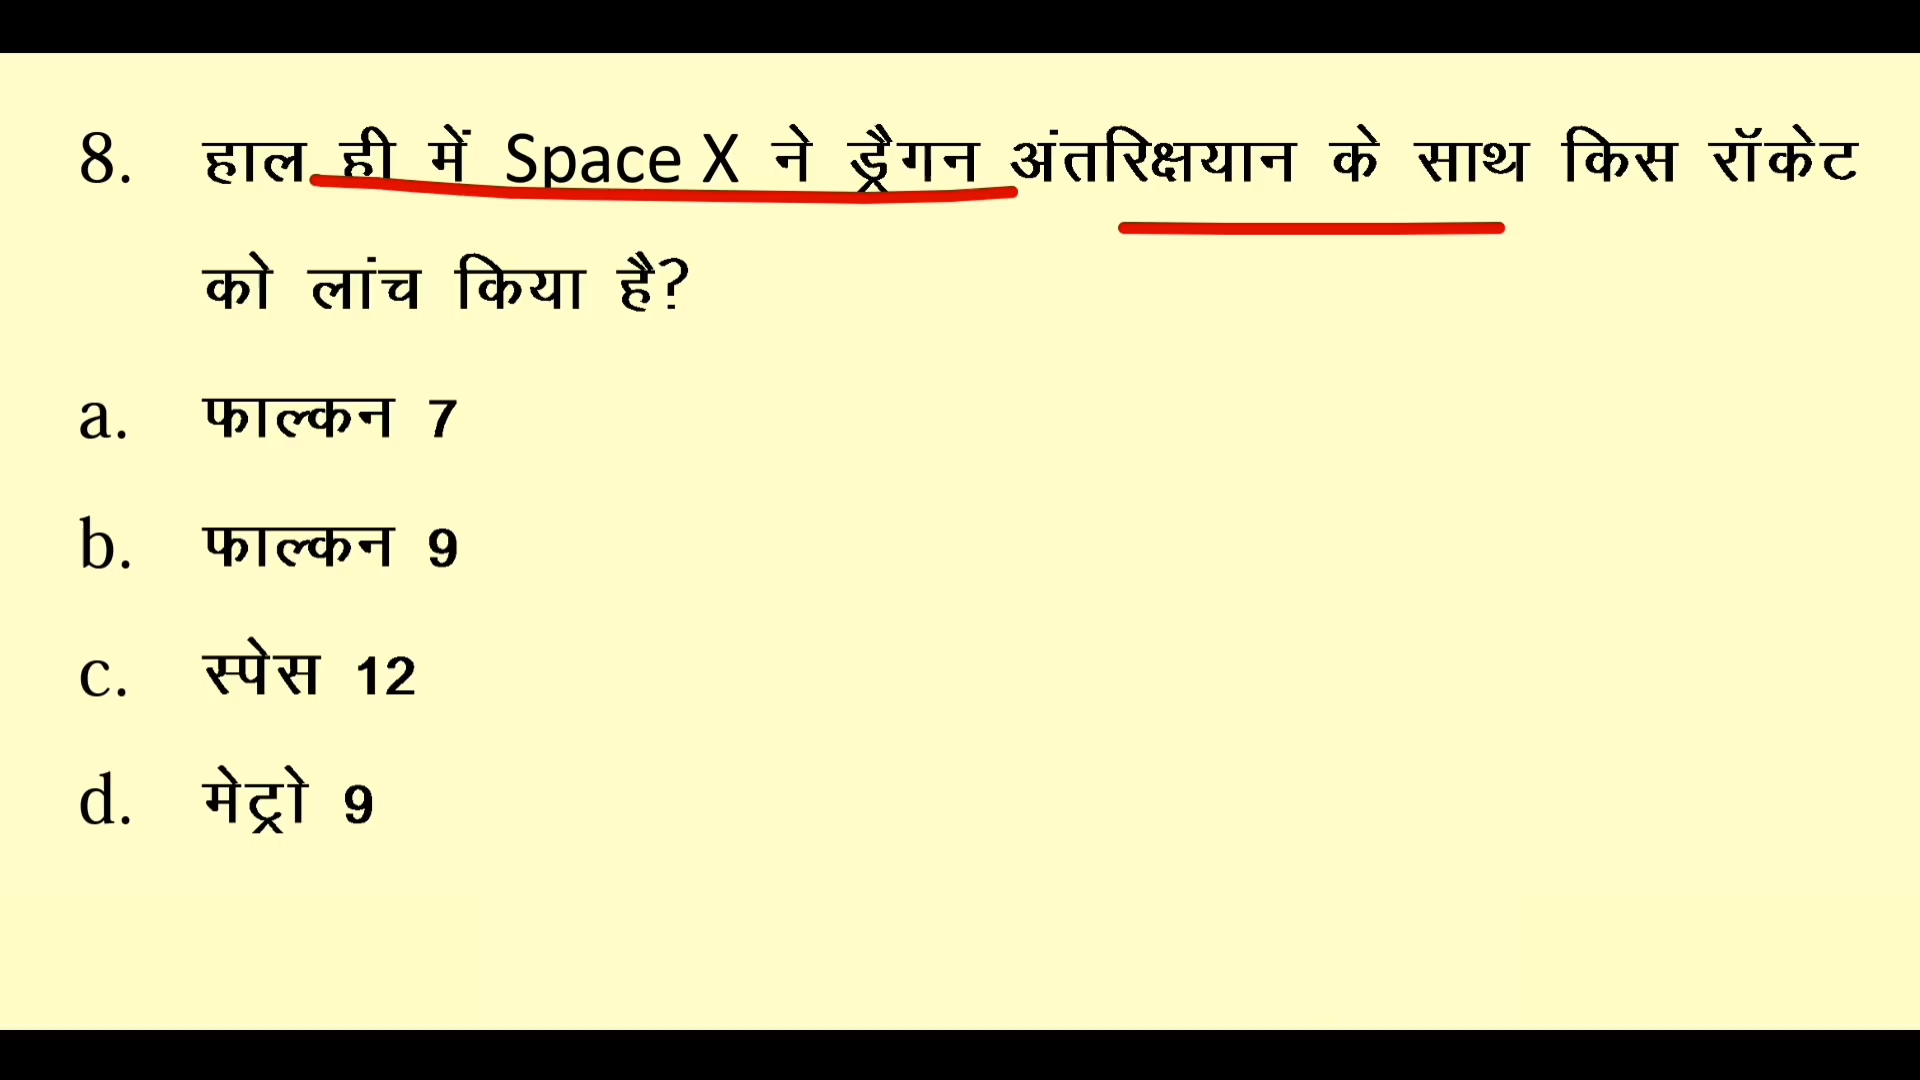 8. हाल ही में Space X ने ड्रैगन अंतरिक्षयान के साथ किस रॉकेट
को लांच किया है?
a. फाल्कन 7
b. फाल्कन 9
c. स्पेस 12
d. मेट्रो 9